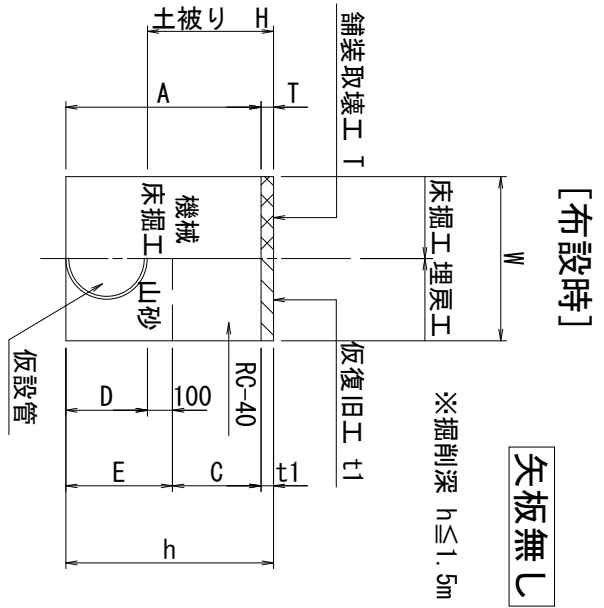 [布設時]
矢板無し
※掘削深 h≦1.5m
W
床掘工 埋戻工
舗装取壊工 T
仮復旧工 t1
土被り H
A T
機械
床掘工
山砂
RC-40
仮設管
D 100
E C t1
h